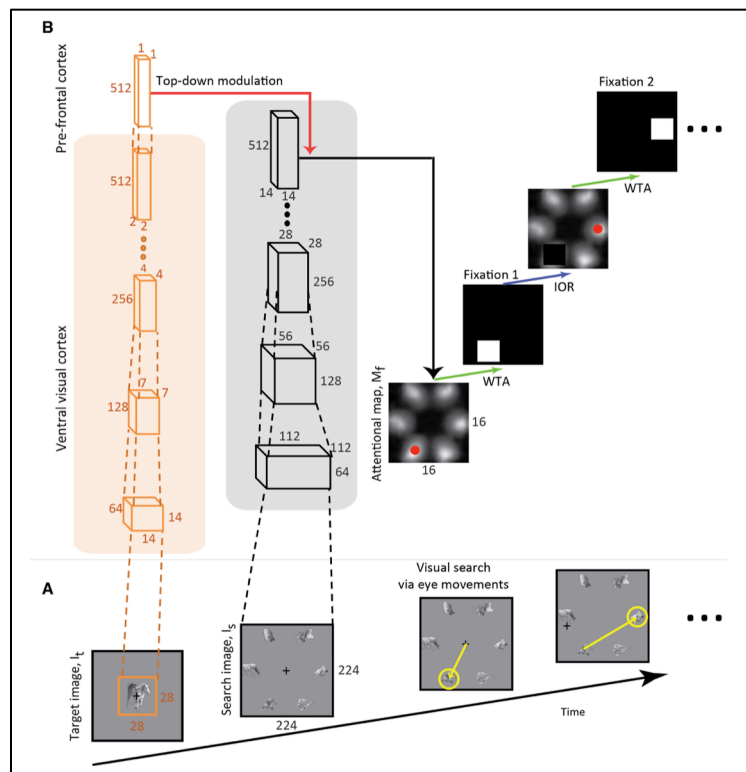 B
Pre-frontal cortex
1
1
512
Top-down modulation
512
2
2
4
4
256
7
7
128
64
14
14
Ventral visual cortex
512
14
14
28
28
256
56
56
128
112
112
64
Attentional map, Mf
16
16
WTA
Fixation 1
IOR
WTA
Fixation 2
A
Target image, It
28
28
Search image, Is
224
224
Visual search
via eye movements
Time